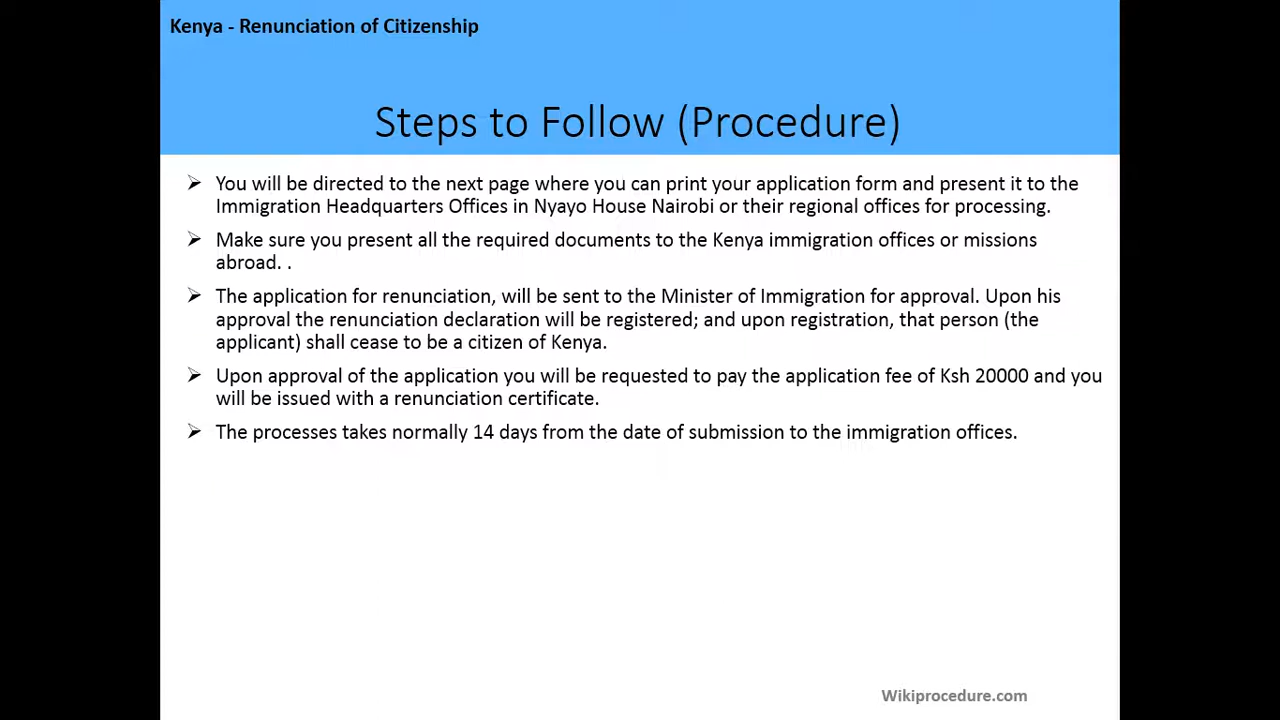 Kenya - Renunciation of Citizenship
Steps to Follow (Procedure)
➢ You will be directed to the next page where you can print your application form and present it to the
Immigration Headquarters Offices in Nyayo House Nairobi or their regional offices for processing.
➢ Make sure you present all the required documents to the Kenya immigration offices or missions
abroad. .
➢ The application for renunciation, will be sent to the Minister of Immigration for approval. Upon his
approval the renunciation declaration will be registered; and upon registration, that person (the
applicant) shall cease to be a citizen of Kenya.
➢ Upon approval of the application you will be requested to pay the application fee of Ksh 20000 and you
will be issued with a renunciation certificate.
➢ The processes takes normally 14 days from the date of submission to the immigration offices.
Wikiprocedure.com